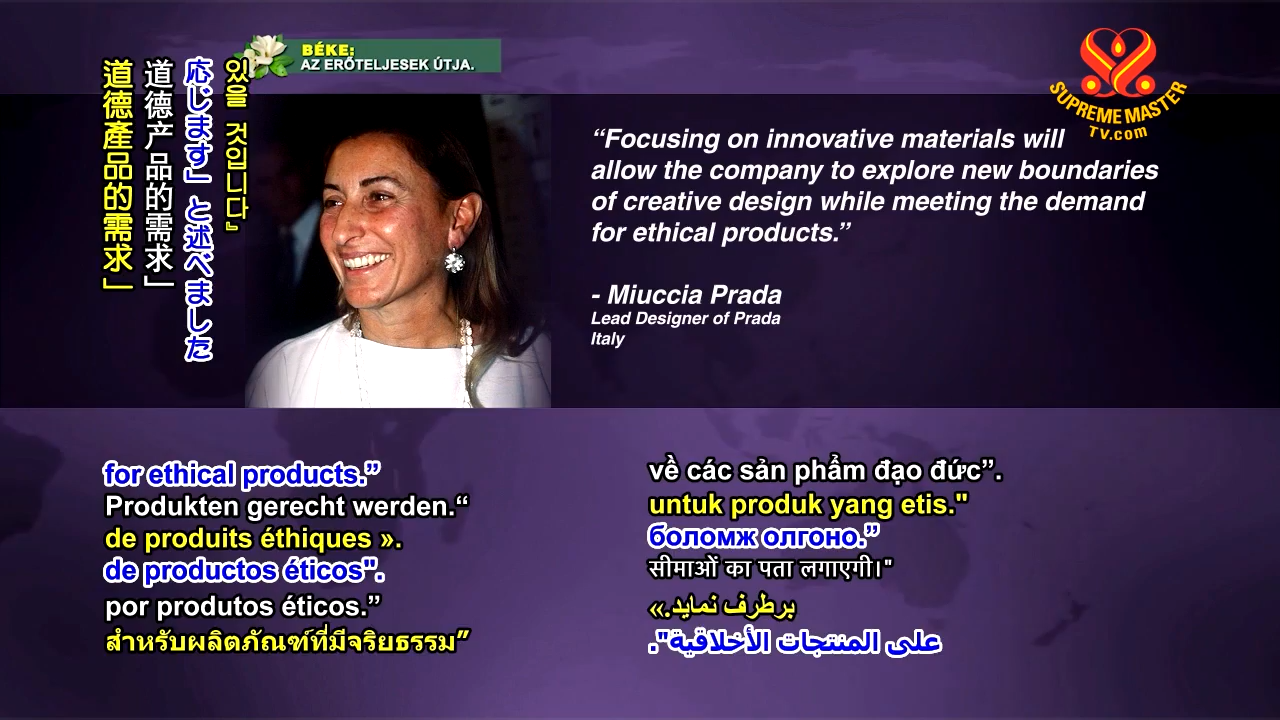 BÉKE:
AZ ERŐTELJESEK ÚTJA.
SUPREME MASTER
TV.com
道德產品的需求」
道德产品的需求」
応じます」と述べました
있을 것입니다』
“Focusing on innovative materials will
allow the company to explore new boundaries
of creative design while meeting the demand
for ethical products.”
- Miuccia Prada
Lead Designer of Prada
Italy
for ethical products.”
Produkten gerecht werden.“
de produits éthiques ».
de productos éticos".
por produtos éticos.”
สำหรับผลิตภัณฑ์ที่มีจริยธรรม”
về các sản phẩm đạo đức”.
untuk produk yang etis."
боломж олгоно.”
सीमाओं का पता लगाएगी।"
برطرف نماید.»
على المنتجات الأخلاقية".